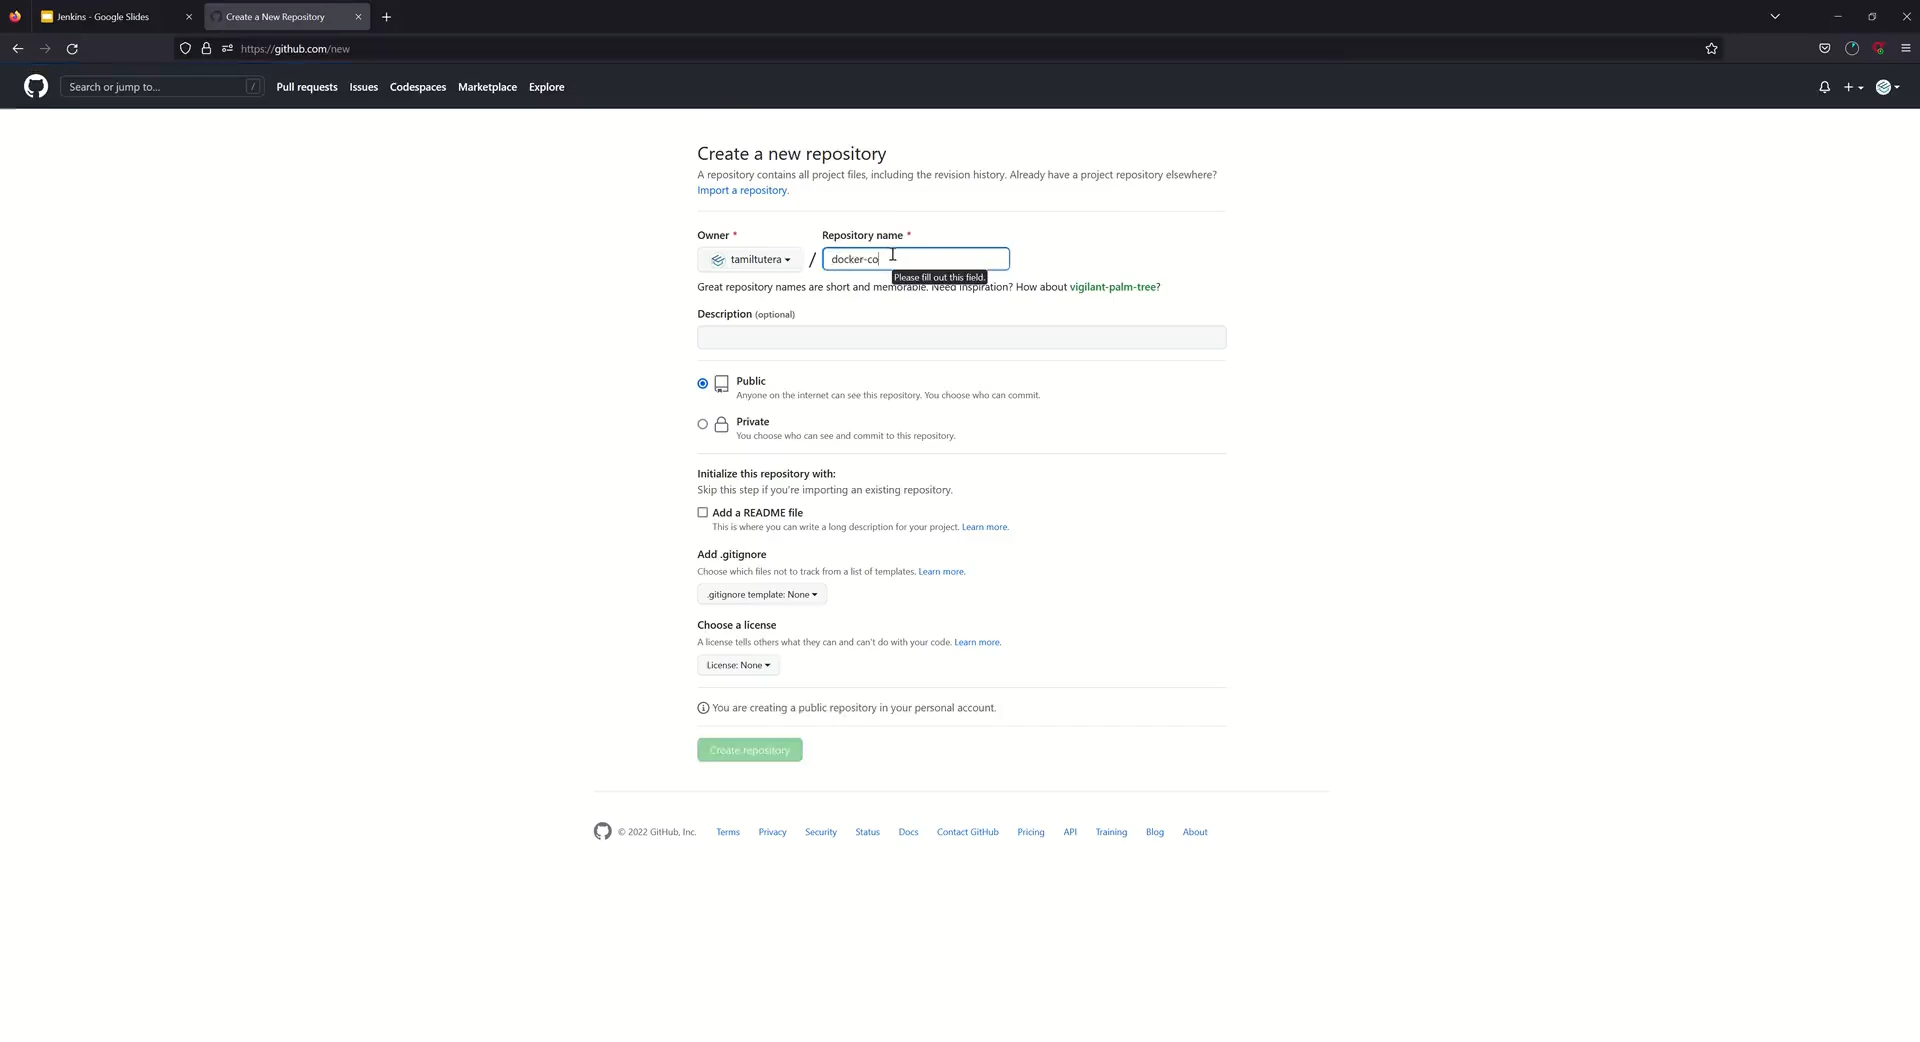 Jenkins - Google Slides
Create a New Repository
https://github.com/new
Search or jump to... /
Pull requests Issues Codespaces Marketplace Explore
Create a new repository
A repository contains all project files, including the revision history. Already have a project repository elsewhere?
Import a repository.
Owner * Repository name *
tamiltutera / docker-co
Please fill out this field.
Great repository names are short and memorable. Need inspiration? How about vigilant-palm-tree?
Description (optional)
Public
Anyone on the internet can see this repository. You choose who can commit.
Private
You choose who can see and commit to this repository.
Initialize this repository with:
Skip this step if you're importing an existing repository.
Add a README file
This is where you can write a long description for your project. Learn more.
Add .gitignore
Choose which files not to track from a list of templates. Learn more.
.gitignore template: None
Choose a license
A license tells others what they can and can't do with your code. Learn more.
License: None
You are creating a public repository in your personal account.
Create repository
© 2022 GitHub, Inc. Terms Privacy Security Status Docs Contact GitHub Pricing API Training Blog About